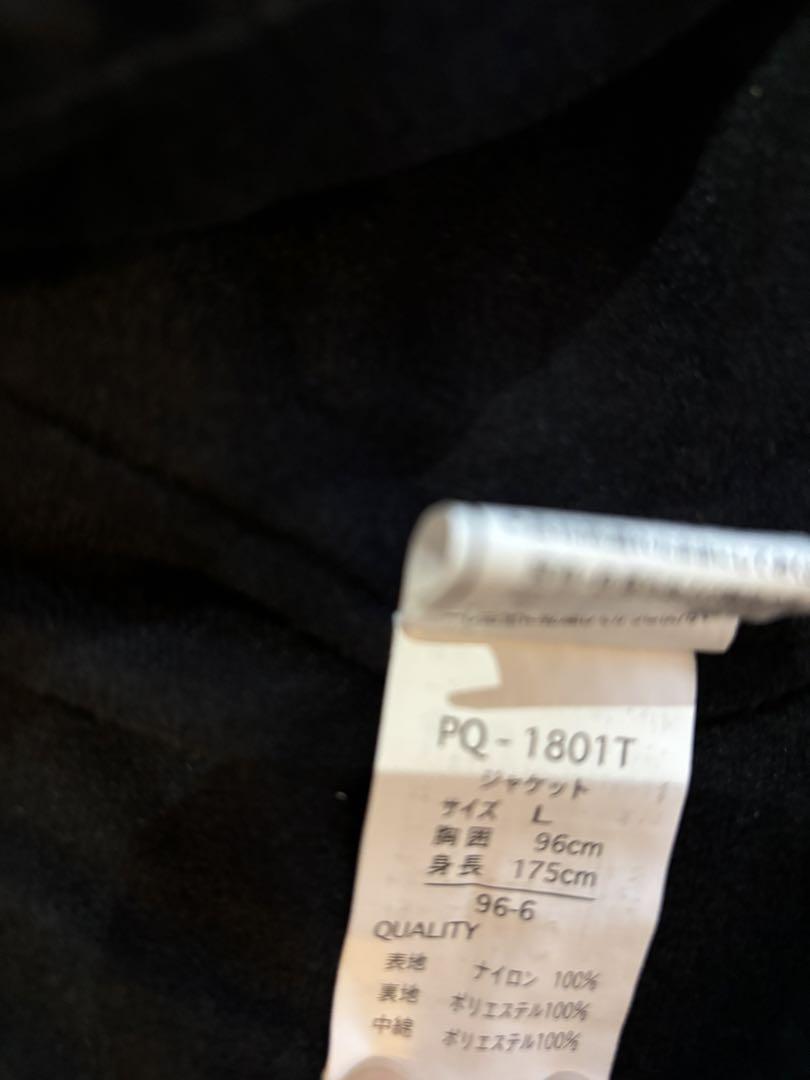 PQ-1801T
ジャケット
サイズ L
胸囲 96cm
身長 175cm
96-6
QUALITY
表地 ナイロン 100%
裏地 ポリエステル100%
中綿 ポリエステル100%